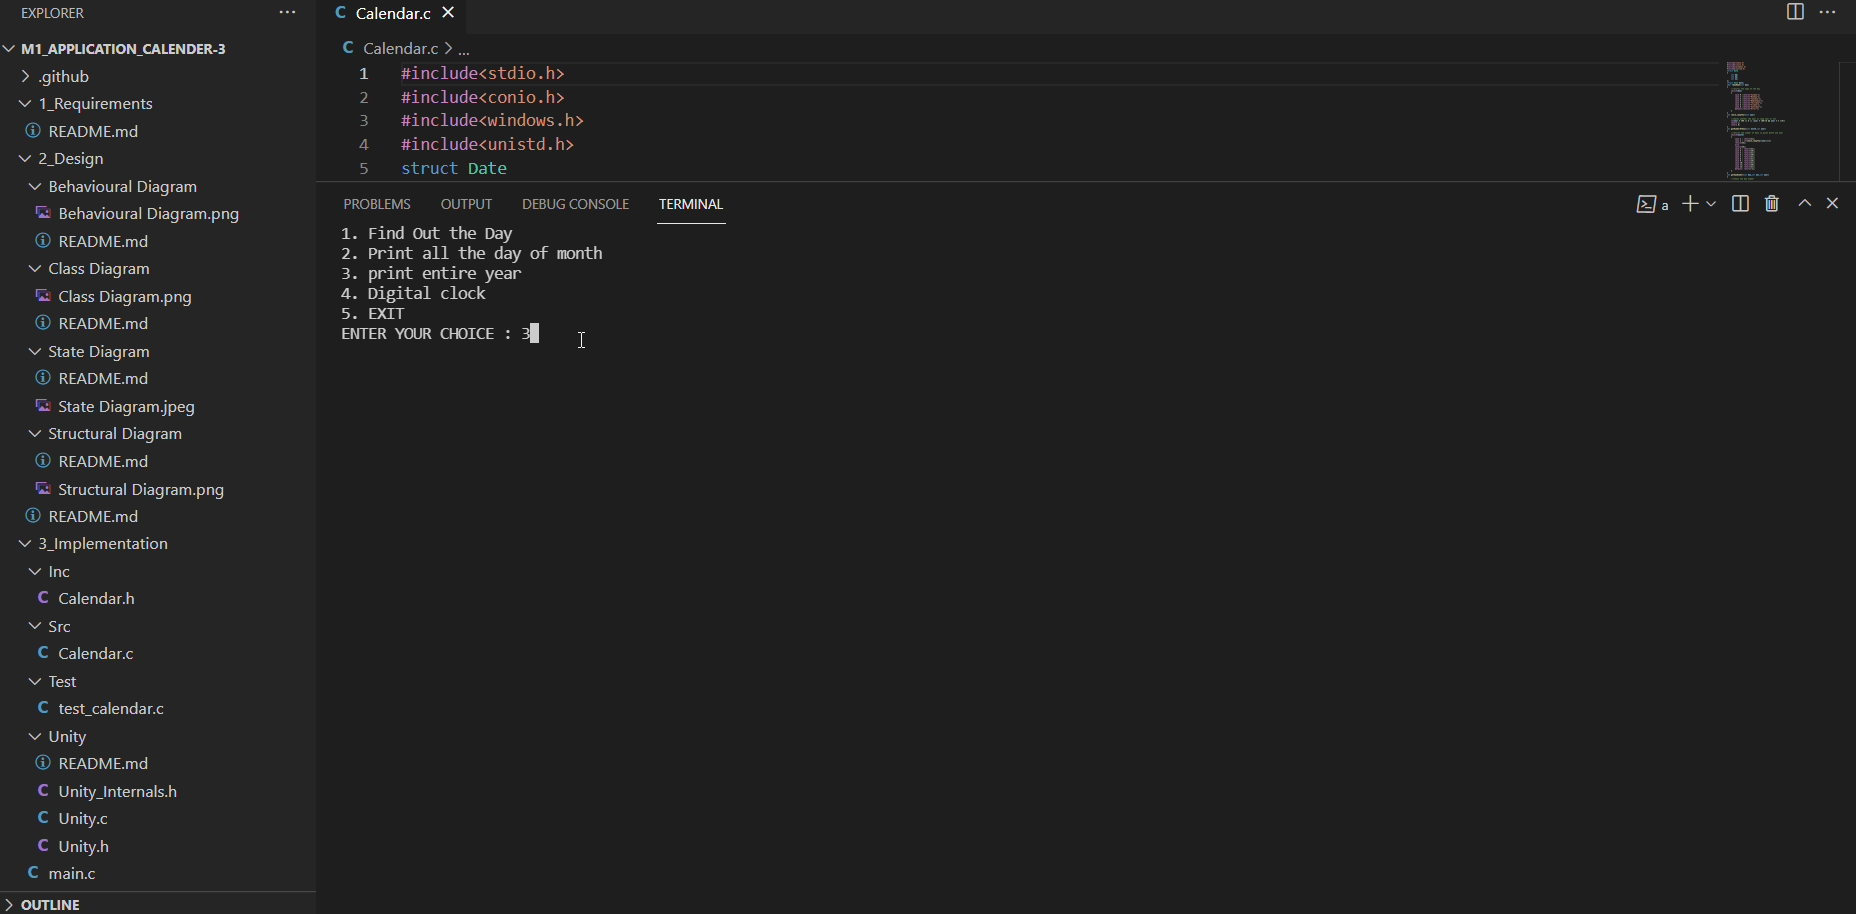 EXPLORER
M1_APPLICATION_CALENDER-3
.github
1_Requirements
README.md
2_Design
Behavioural Diagram
Behavioural Diagram.png
README.md
Class Diagram
Class Diagram.png
README.md
State Diagram
README.md
State Diagram.jpeg
Structural Diagram
README.md
Structural Diagram.png
README.md
3_Implementation
Inc
C Calendar.h
Src
C Calendar.c
Test
C test_calendar.c
Unity
README.md
C Unity_Internals.h
C Unity.c
C Unity.h
C main.c
OUTLINE
C Calendar.c
C Calendar.c > ...
1 #include<stdio.h>
2 #include<conio.h>
3 #include<windows.h>
4 #include<unistd.h>
5 struct Date
PROBLEMS OUTPUT DEBUG CONSOLE TERMINAL a
1. Find Out the Day
2. Print all the day of month
3. print entire year
4. Digital clock
5. EXIT
ENTER YOUR CHOICE : 3